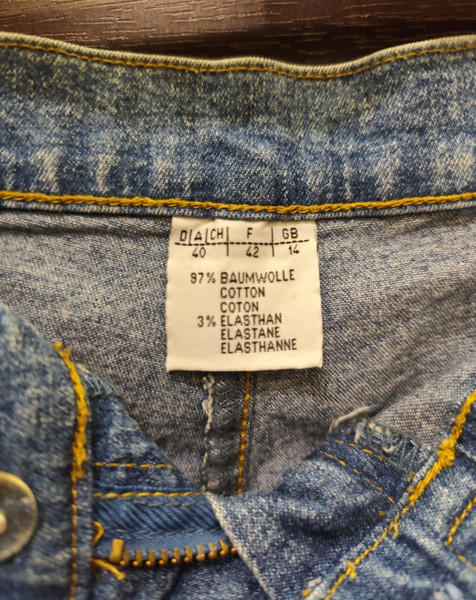 D|A|CH| F | GB
40 | 42 | 14
97% BAUMWOLLE
COTTON
COTON
3% ELASTHAN
ELASTANE
ELASTHANNE